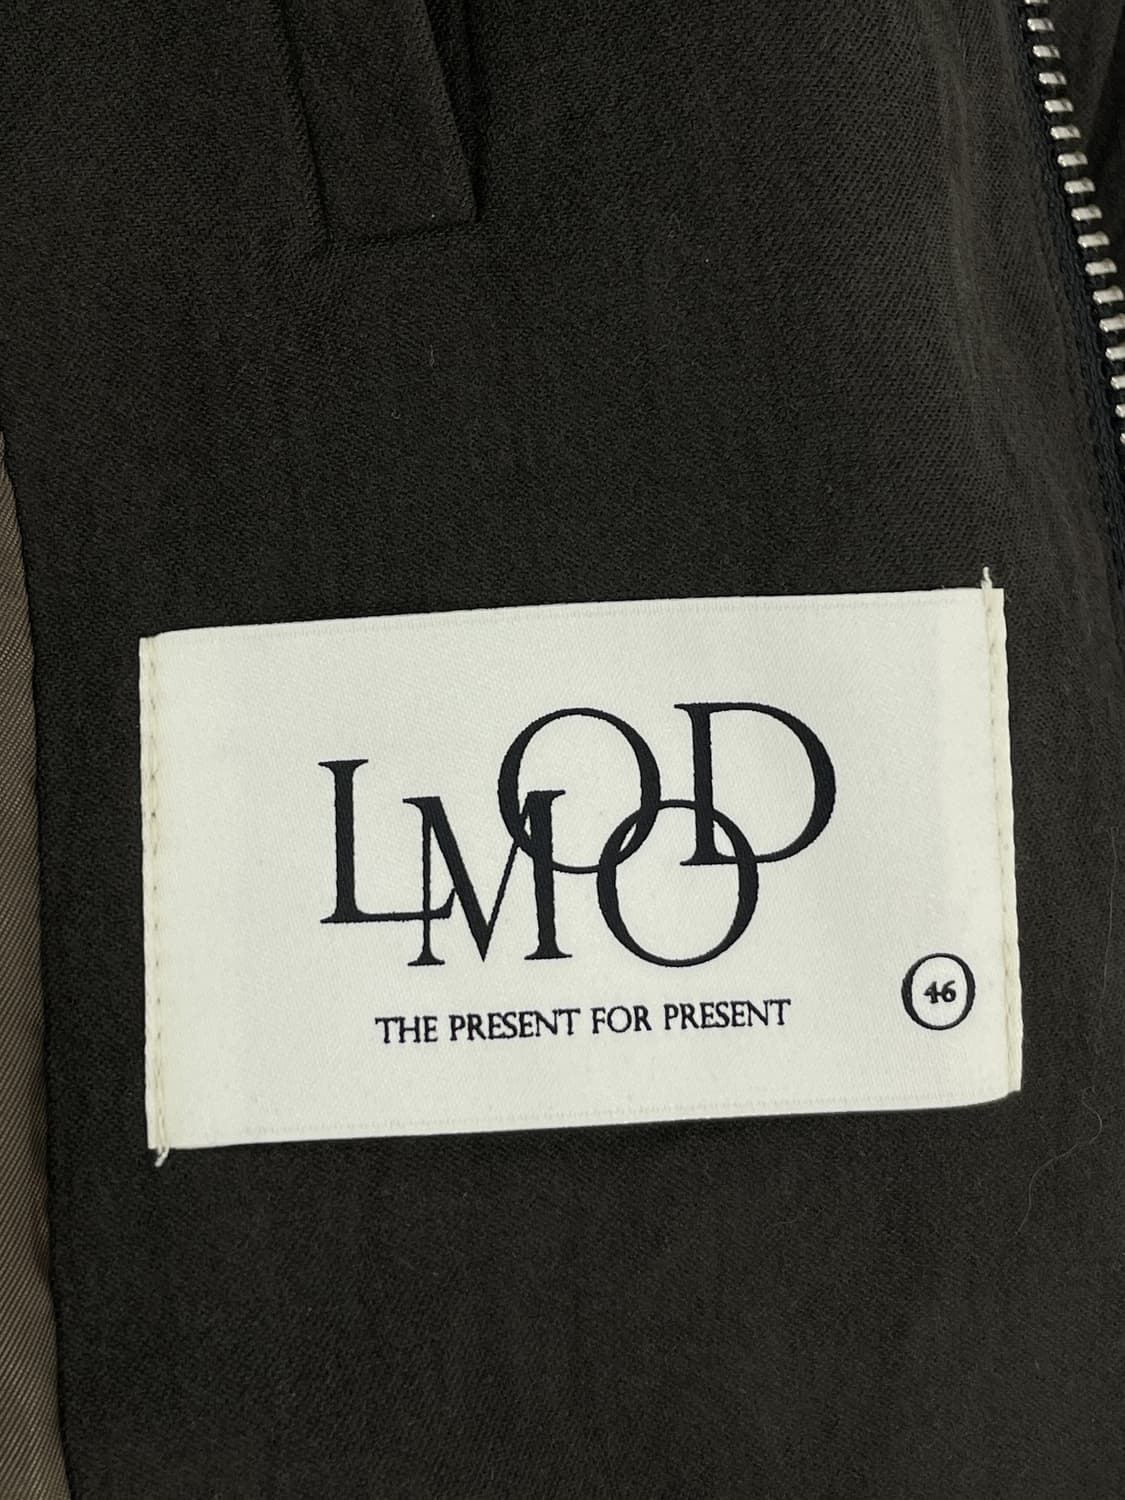 LMOOD
THE PRESENT FOR PRESENT
46